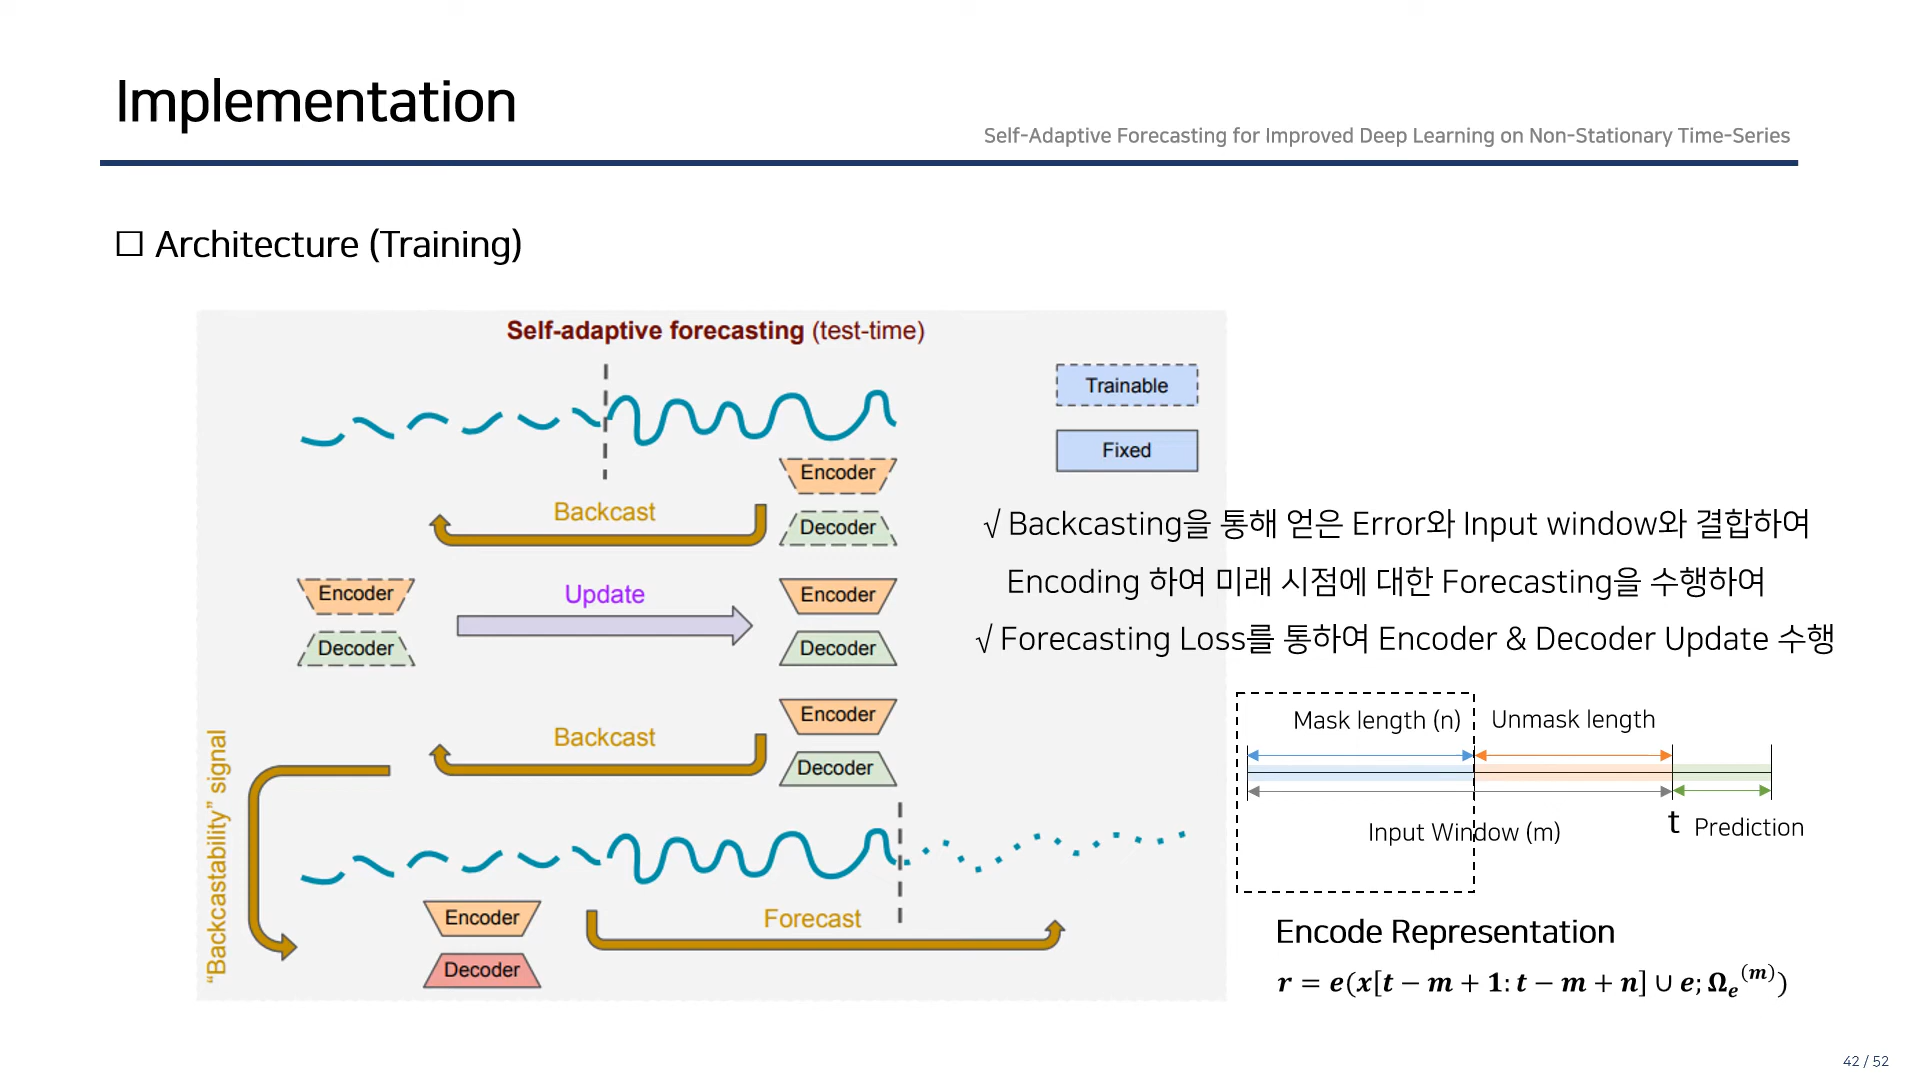 Implementation
Self-Adaptive Forecasting for Improved Deep Learning on Non-Stationary Time-Series
☐ Architecture (Training)
Self-adaptive forecasting (test-time)
Trainable
Fixed
Encoder
Backcast
Decoder
√ Backcasting을 통해 얻은 Error와 Input window와 결합하여
Encoding 하여 미래 시점에 대한 Forecasting을 수행하여
√ Forecasting Loss를 통하여 Encoder & Decoder Update 수행
Encoder
Decoder
Update
Encoder
Decoder
Encoder
Backcast
Decoder
"Backcastability" signal
Encoder
Decoder
Forecast
Mask length (n)
Unmask length
Input Window (m)
t
Prediction
Encode Representation
r = e(x[t − m + 1: t − m + n] ∪ e; Ωₑ⁽ᵐ⁾)
42 / 52